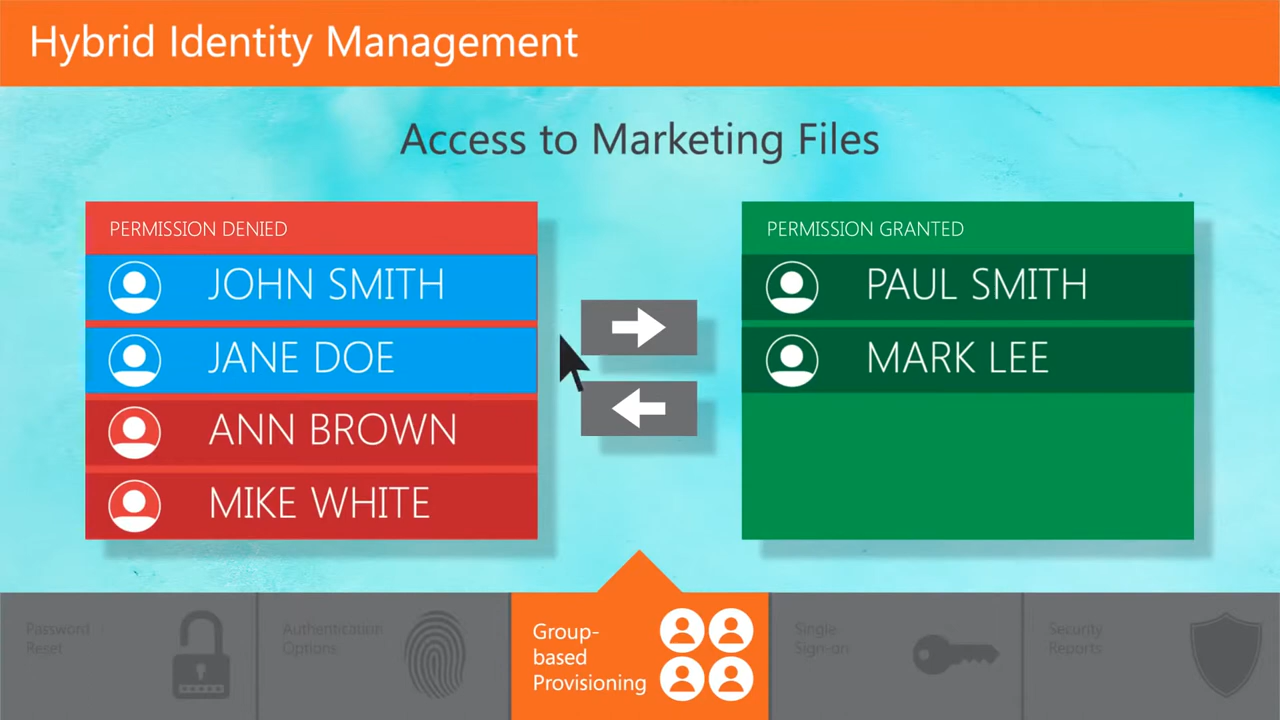 Hybrid Identity Management
Access to Marketing Files
PERMISSION DENIED
JOHN SMITH
JANE DOE
ANN BROWN
MIKE WHITE
PERMISSION GRANTED
PAUL SMITH
MARK LEE
Password
Reset
Authentication
Options
Group-
based
Provisioning
Single
Sign-on
Security
Reports